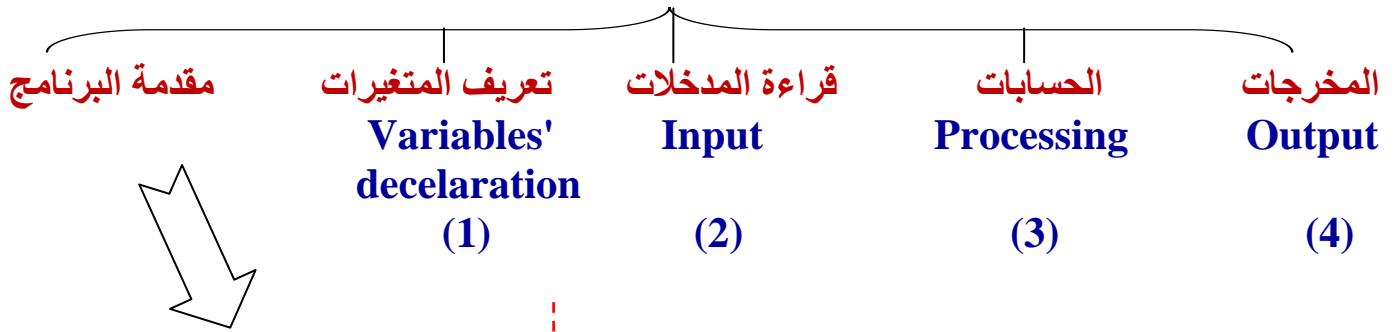 مقدمة البرنامج تعريف المتغيرات قراءة المدخلات الحسابات المخرجات
Variables' Input Processing Output
decelaration
(1) (2) (3) (4)